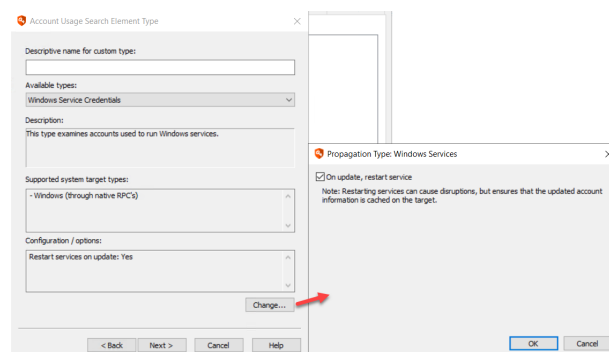 Account Usage Search Element Type
Descriptive name for custom type:
Available types:
Windows Service Credentials
Description:
This type examines accounts used to run Windows services.
Supported system target types:
- Windows (through native RPC's)
Configuration / options:
Restart services on update: Yes
Change...
< Back Next > Cancel Help
Propagation Type: Windows Services
On update, restart service
Note: Restarting services can cause disruptions, but ensures that the updated account
information is cached on the target.
OK Cancel